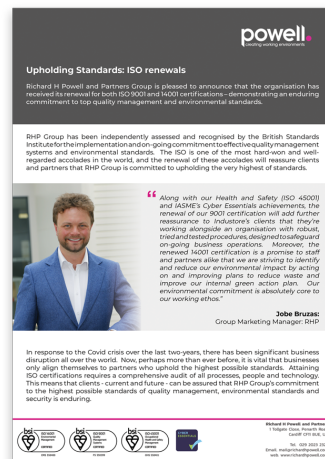 powell.
creating working environments
Upholding Standards: ISO renewals
Richard H Powell and Partners Group is pleased to announce that the organisation has
received its renewal for both ISO 9001 and 14001 certifications – demonstrating an enduring
commitment to top quality management and environmental standards.
RHP Group has been independently assessed and recognised by the British Standards
Institute for the implementation and on-going commitment to effective quality management
systems and environmental standards. The ISO is one of the most hard-won and well-
regarded accolades in the world, and the renewal of these accolades will reassure clients
and partners that RHP Group is committed to upholding the very highest of standards.
“ Along with our Health and Safety (ISO 45001)
and IASME's Cyber Essentials achievements, the
renewal of our 9001 certification will add further
reassurance to Industore's clients that they're
working alongside an organisation with robust,
tried and tested procedures, designed to safeguard
on-going business operations. Moreover, the
renewed 14001 certification is a promise to staff
and partners alike that we are striving to identify
and reduce our environmental impact by acting
on and improving plans to reduce waste and
improve our internal green action plan. Our
environmental commitment is absolutely core to
our working ethos."
Jobe Bruzas:
Group Marketing Manager: RHP
In response to the Covid crisis over the last two-years, there has been significant business
disruption all over the world. Now, perhaps more than ever before, it is vital that businesses
only align themselves to partners who uphold the highest possible standards. Attaining
ISO certifications requires a comprehensive audit of all processes, people and technology.
This means that clients - current and future - can be assured that RHP Group's commitment
to the highest possible standards of quality management, environmental standards and
security is enduring.
Richard H Powell and Partner
1 Tollgate Close, Penarth Roa
Cardiff CF11 8UE, U
CYBER
ESSENTIALS